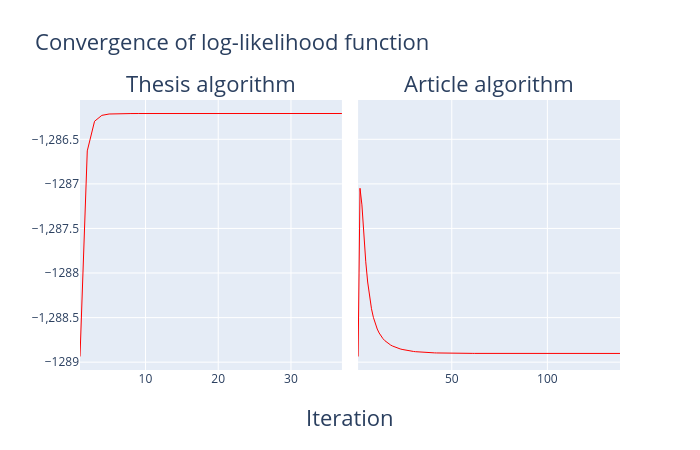 Convergence of log-likelihood function
Thesis algorithm
Article algorithm
−1,286.5
−1287
−1,287.5
−1288
−1,288.5
−1289
10
20
30
50
100
Iteration